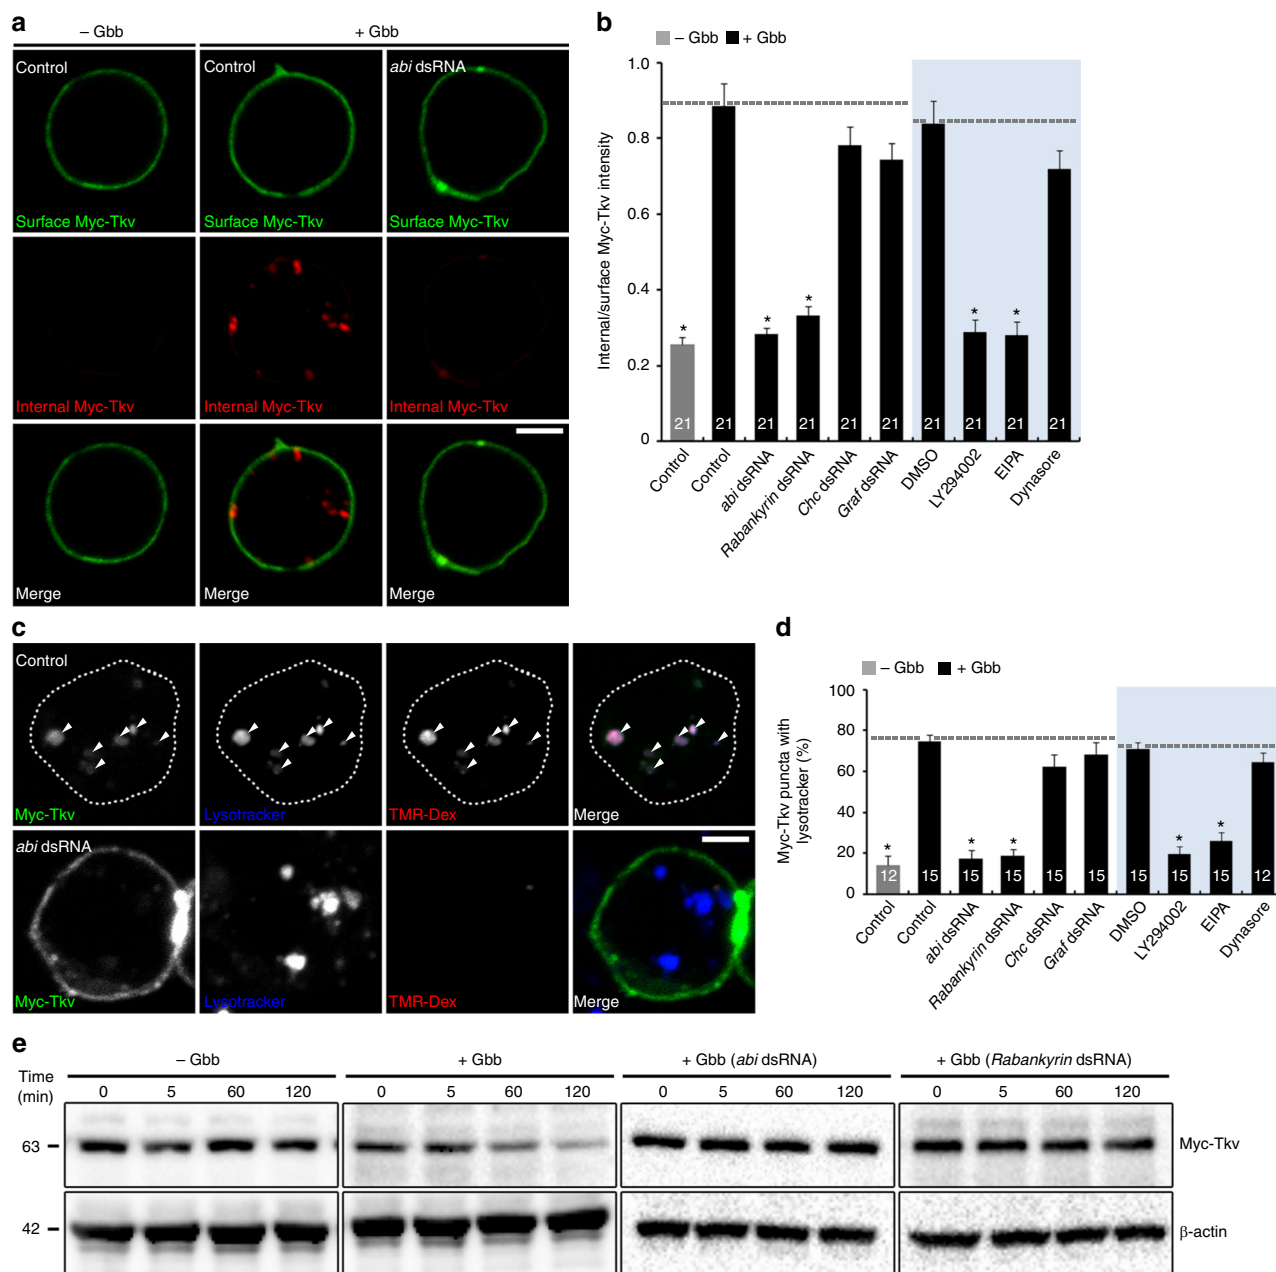 a
– Gbb
+ Gbb
Control
Control
abi dsRNA
Surface Myc-Tkv
Surface Myc-Tkv
Surface Myc-Tkv
Internal Myc-Tkv
Internal Myc-Tkv
Internal Myc-Tkv
Merge
Merge
Merge
b
– Gbb
+ Gbb
Internal/surface Myc-Tkv intensity
1.0
0.8
0.6
0.4
0.2
0
*
*
*
*
*
21
21
21
21
21
21
21
21
21
21
Control
Control
abi dsRNA
Rabankyrin dsRNA
Chc dsRNA
Graf dsRNA
DMSO
LY294002
EIPA
Dynasore
c
Control
Myc-Tkv
Lysotracker
TMR-Dex
Merge
abi dsRNA
Myc-Tkv
Lysotracker
TMR-Dex
Merge
d
– Gbb
+ Gbb
Myc-Tkv puncta with
lysotracker (%)
100
80
60
40
20
0
*
*
*
*
*
12
15
15
15
15
15
15
15
15
12
Control
Control
abi dsRNA
Rabankyrin dsRNA
Chc dsRNA
Graf dsRNA
DMSO
LY294002
EIPA
Dynasore
e
– Gbb
+ Gbb
+ Gbb (abi dsRNA)
+ Gbb (Rabankyrin dsRNA)
Time
(min)
0 5 60 120
0 5 60 120
0 5 60 120
0 5 60 120
63
Myc-Tkv
42
β-actin